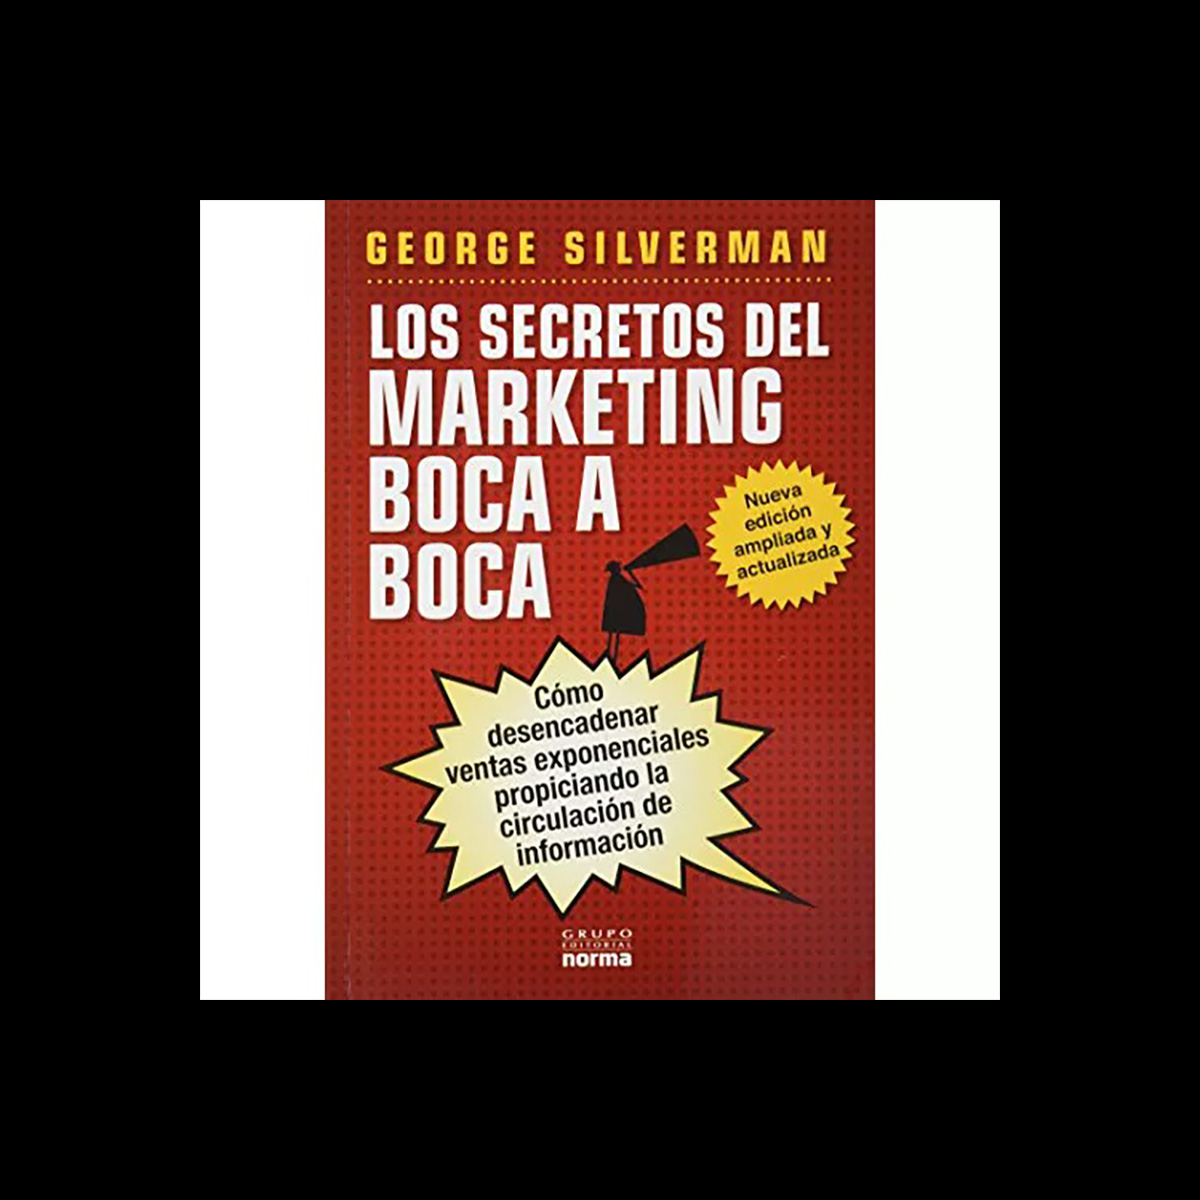 GEORGE SILVERMAN
LOS SECRETOS DEL
MARKETING
BOCA A
BOCA
Nueva
edición
ampliada y
actualizada
Cómo
desencadenar
ventas exponenciales
propiciando la
circulación de
información
GRUPO
EDITORIAL
norma